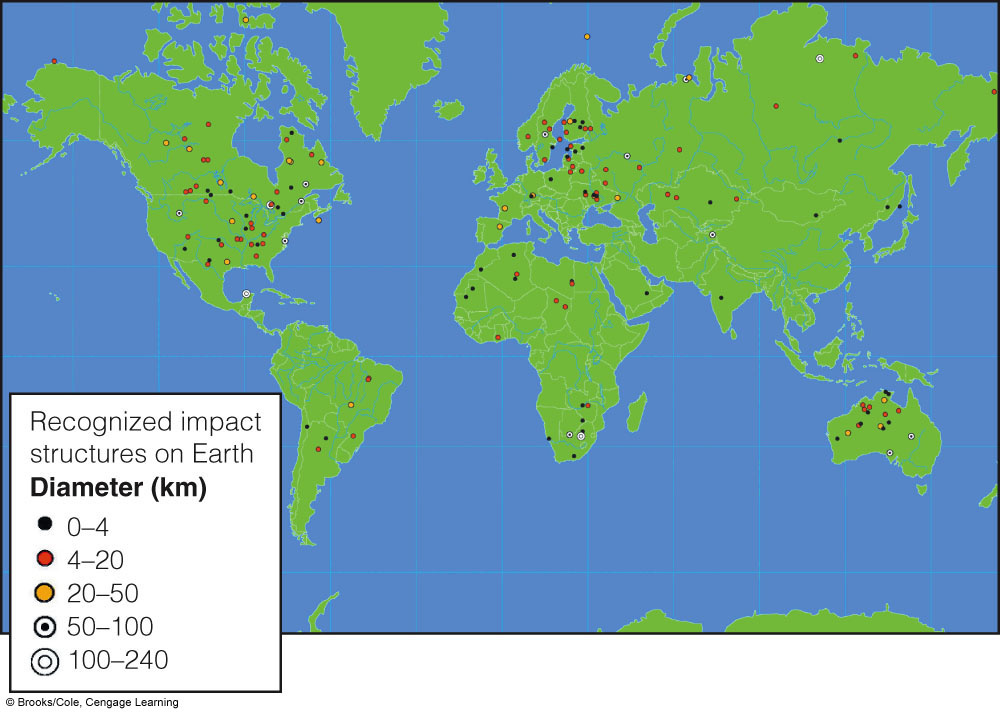 Recognized impact
structures on Earth
Diameter (km)
0–4
4–20
20–50
50–100
100–240
© Brooks/Cole, Cengage Learning